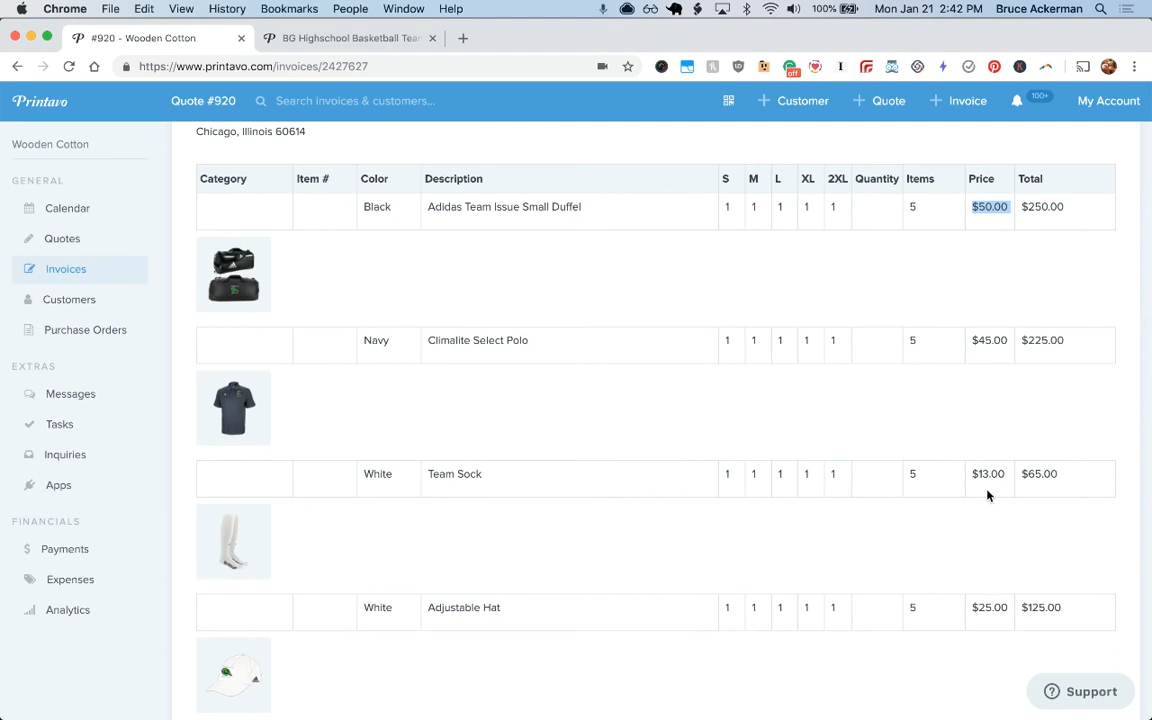 Chrome File Edit View History Bookmarks People Window Help 100% Mon Jan 21 2:42 PM Bruce Ackerman
#920 - Wooden Cotton BG Highschool Basketball Tea
https://www.printavo.com/invoices/2427627
off
Printavo Quote #920 Search invoices & customers... Customer Quote Invoice 100+ My Account
Chicago, Illinois 60614
Wooden Cotton
GENERAL
Calendar
Quotes
Invoices
Customers
Purchase Orders
EXTRAS
Messages
Tasks
Inquiries
Apps
FINANCIALS
Payments
Expenses
Analytics
Category Item # Color Description S M L XL 2XL Quantity Items Price Total
Black Adidas Team Issue Small Duffel 1 1 1 1 1 5 $50.00 $250.00
Navy Climalite Select Polo 1 1 1 1 1 5 $45.00 $225.00
White Team Sock 1 1 1 1 1 5 $13.00 $65.00
White Adjustable Hat 1 1 1 1 1 5 $25.00 $125.00
Support